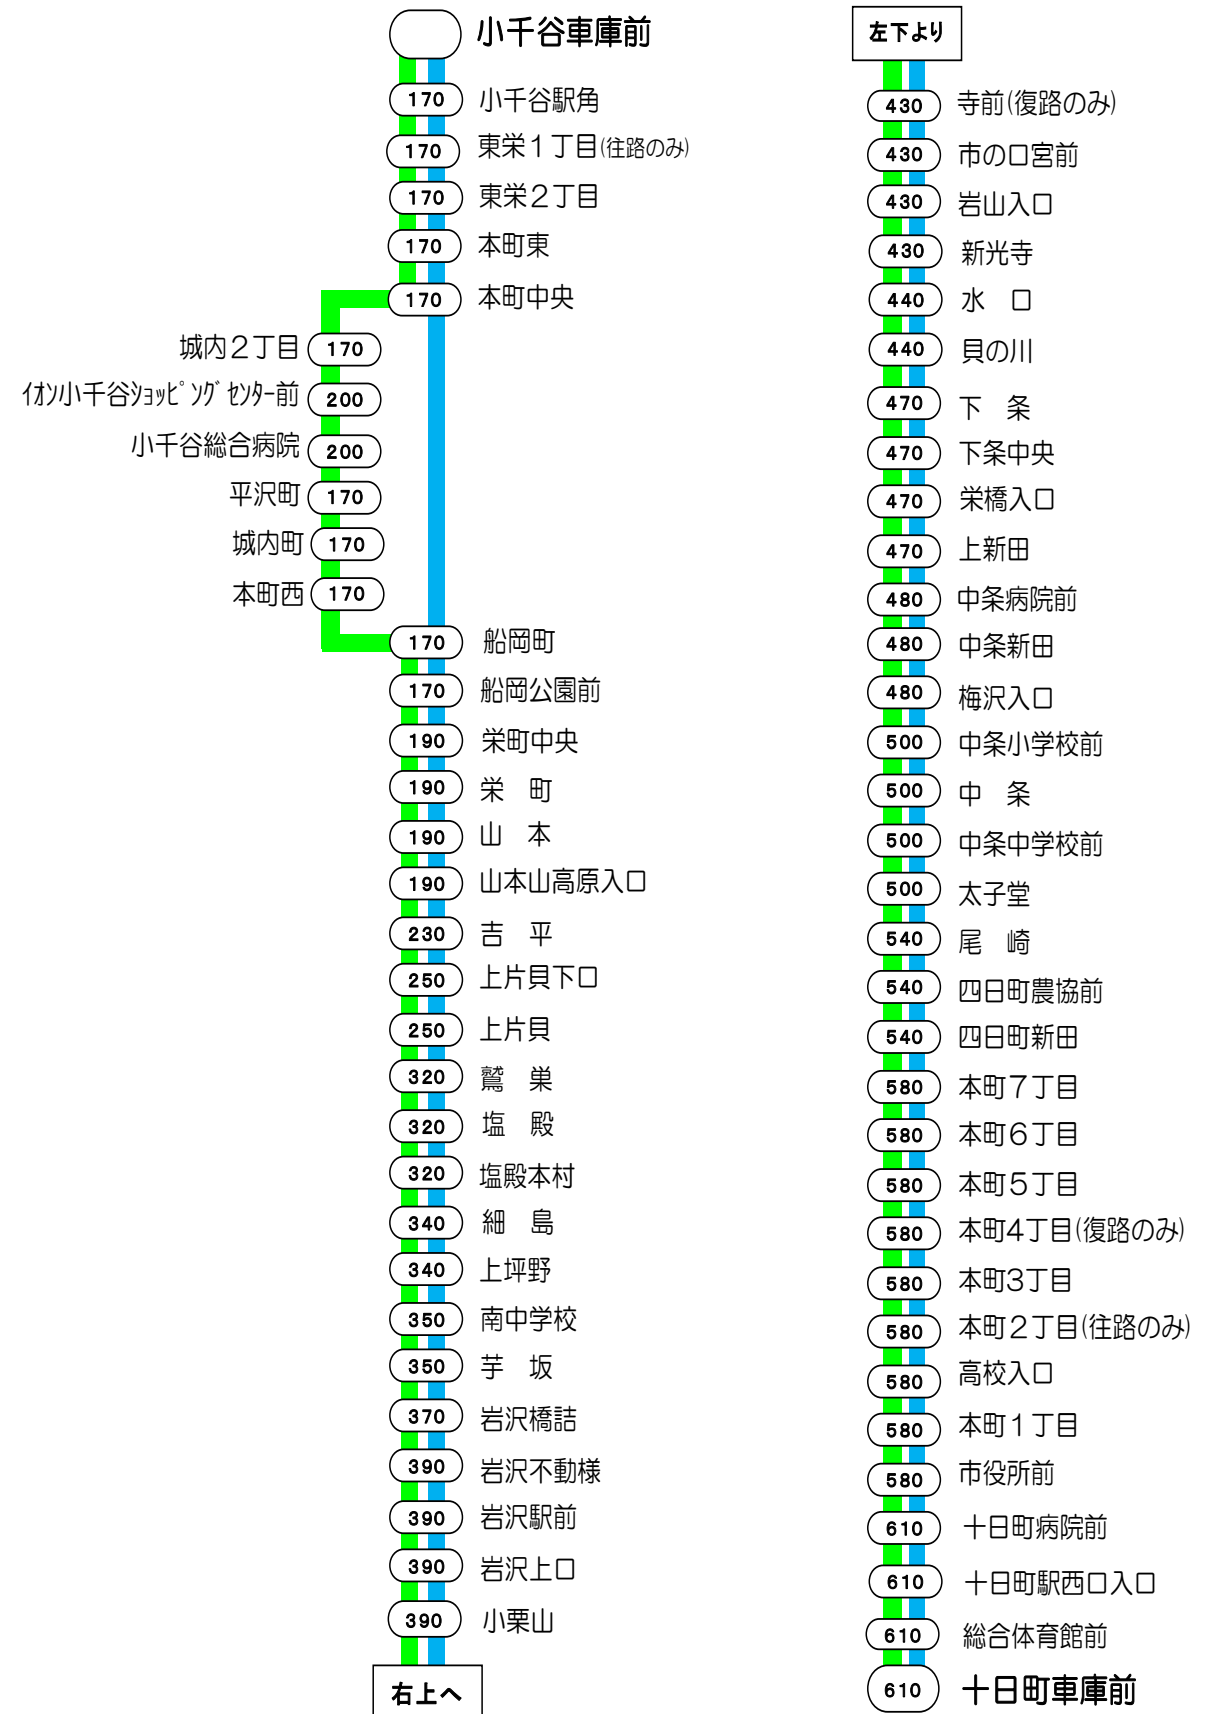 小千谷車庫前
170 小千谷駅角
170 東栄１丁目(往路のみ)
170 東栄２丁目
170 本町東
170 本町中央
城内２丁目 170
ｲｵﾝ小千谷ｼｮｯﾋﾟﾝｸﾞｾﾝﾀｰ前 200
小千谷総合病院 200
平沢町 170
城内町 170
本町西 170
170 船岡町
170 船岡公園前
190 栄町中央
190 栄　町
190 山　本
190 山本山高原入口
230 吉　平
250 上片貝下口
250 上片貝
320 鷲　巣
320 塩　殿
320 塩殿本村
340 細　島
340 上坪野
350 南中学校
350 芋　坂
370 岩沢橋詰
390 岩沢不動様
390 岩沢駅前
390 岩沢上口
390 小栗山
右上へ
左下より
430 寺前(復路のみ)
430 市の口宮前
430 岩山入口
430 新光寺
440 水　口
440 貝の川
470 下　条
470 下条中央
470 栄橋入口
470 上新田
480 中条病院前
480 中条新田
480 梅沢入口
500 中条小学校前
500 中　条
500 中条中学校前
500 太子堂
540 尾　崎
540 四日町農協前
540 四日町新田
580 本町７丁目
580 本町６丁目
580 本町５丁目
580 本町4丁目(復路のみ)
580 本町3丁目
580 本町２丁目(往路のみ)
580 高校入口
580 本町１丁目
580 市役所前
610 十日町病院前
610 十日町駅西口入口
610 総合体育館前
610 十日町車庫前